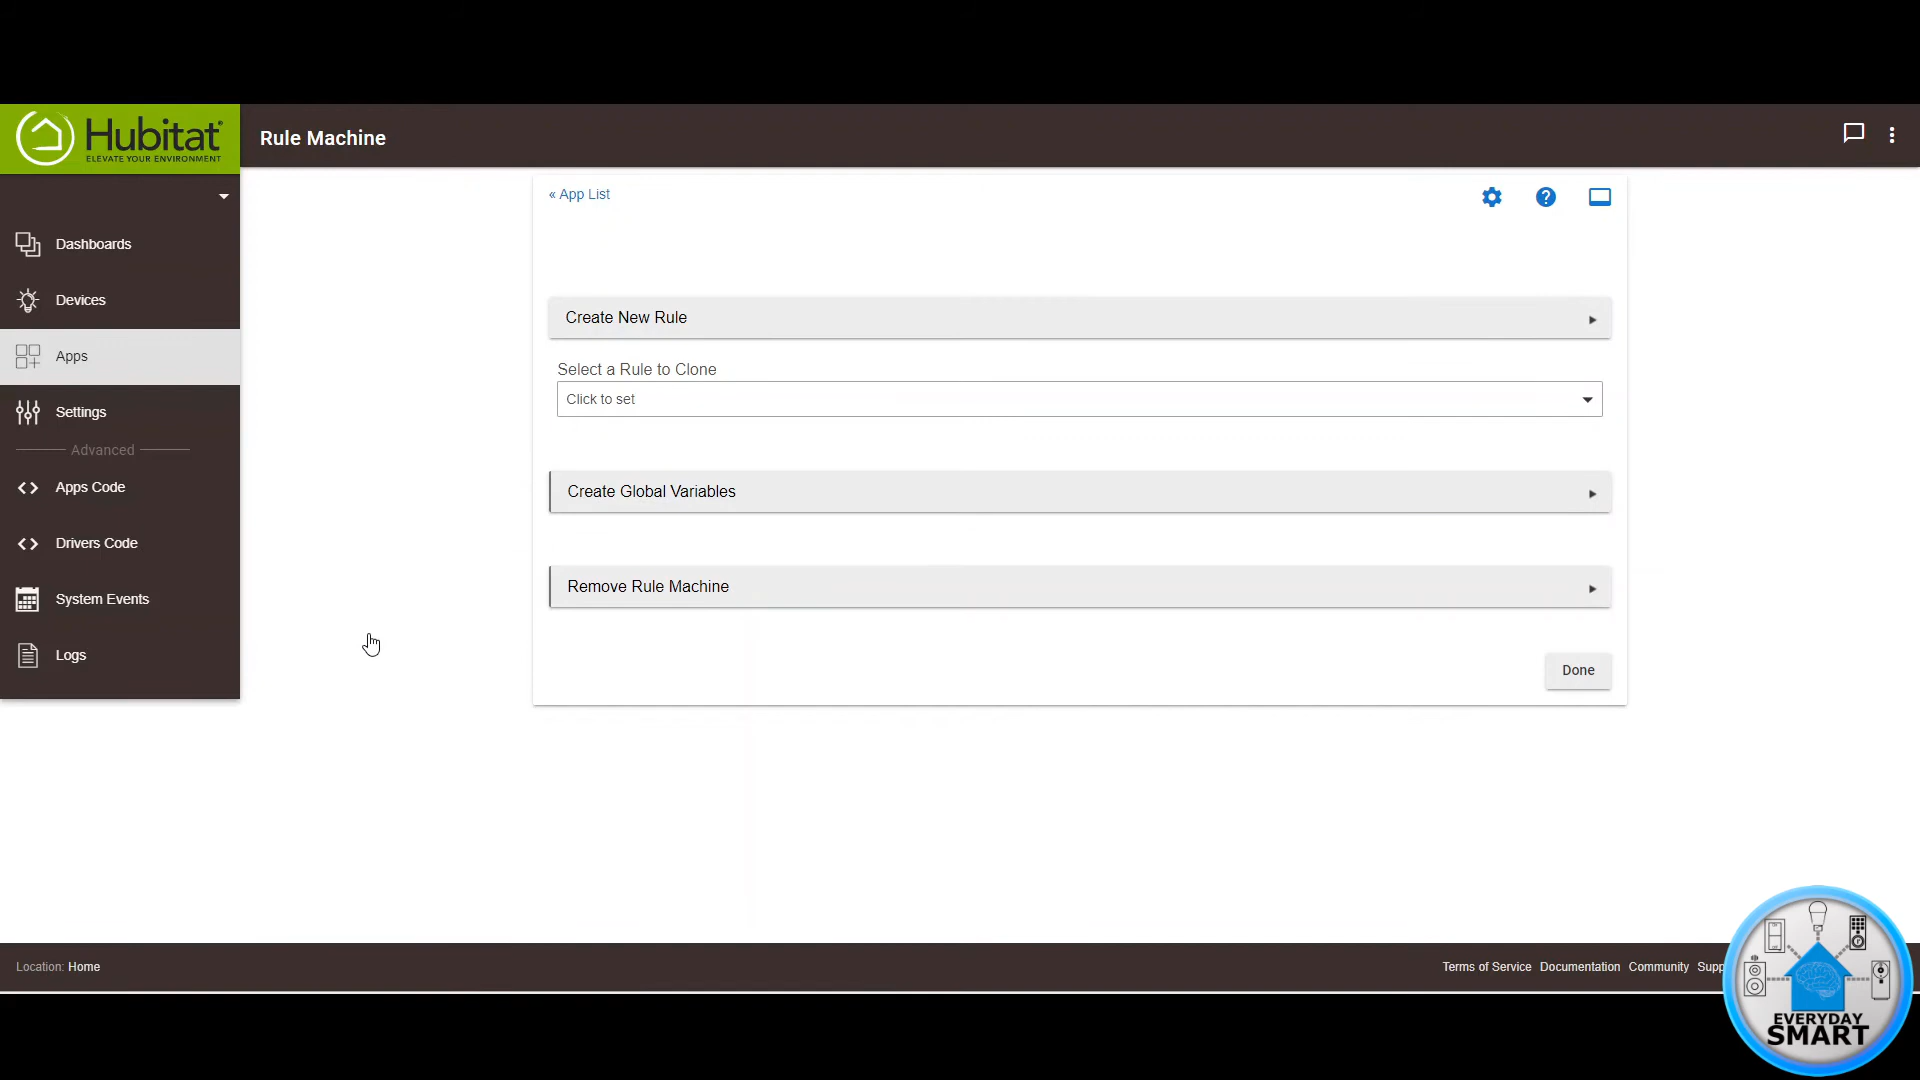 Hubitat®
ELEVATE YOUR ENVIRONMENT
Rule Machine
« App List
Dashboards
Devices
Apps
Settings
Advanced
Apps Code
Drivers Code
System Events
Logs
Create New Rule
Select a Rule to Clone
Click to set
Create Global Variables
Remove Rule Machine
Done
Location: Home
Terms of Service Documentation Community Supp
EVERYDAY
SMART